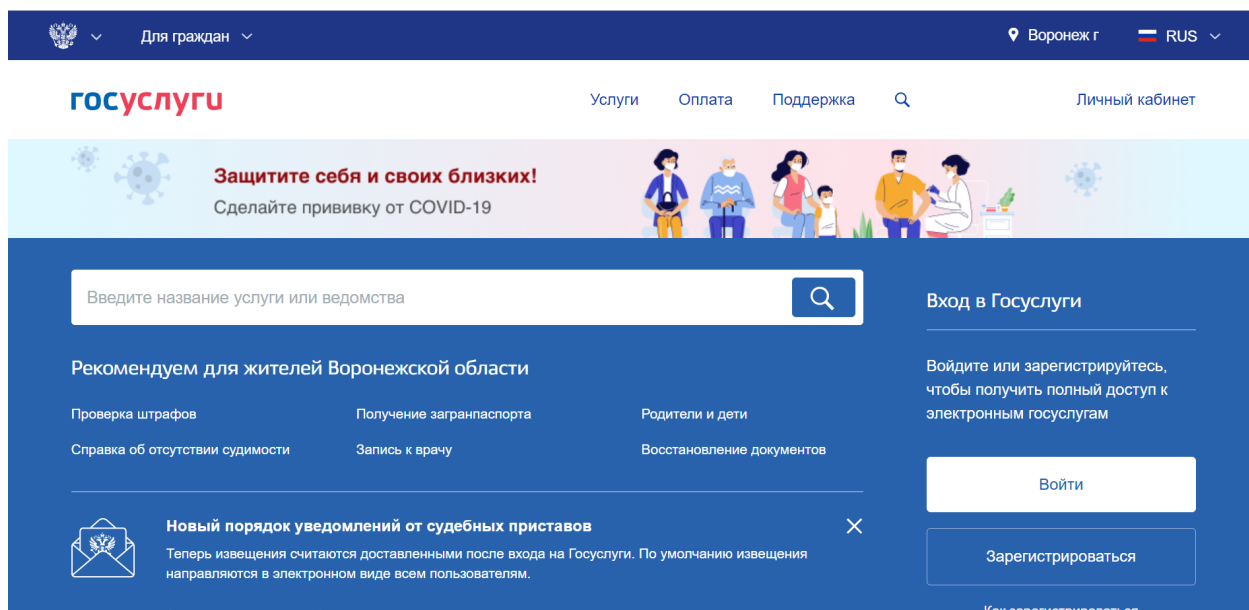 Для граждан
Воронеж г
RUS
госуслуги
Услуги
Оплата
Поддержка
Личный кабинет
Защитите себя и своих близких!
Сделайте прививку от COVID-19
Введите название услуги или ведомства
Рекомендуем для жителей Воронежской области
Проверка штрафов
Получение загранпаспорта
Родители и дети
Справка об отсутствии судимости
Запись к врачу
Восстановление документов
Новый порядок уведомлений от судебных приставов
Теперь извещения считаются доставленными после входа на Госуслуги. По умолчанию извещения
направляются в электронном виде всем пользователям.
Вход в Госуслуги
Войдите или зарегистрируйтесь,
чтобы получить полный доступ к
электронным госуслугам
Войти
Зарегистрироваться
Как зарегистрироваться